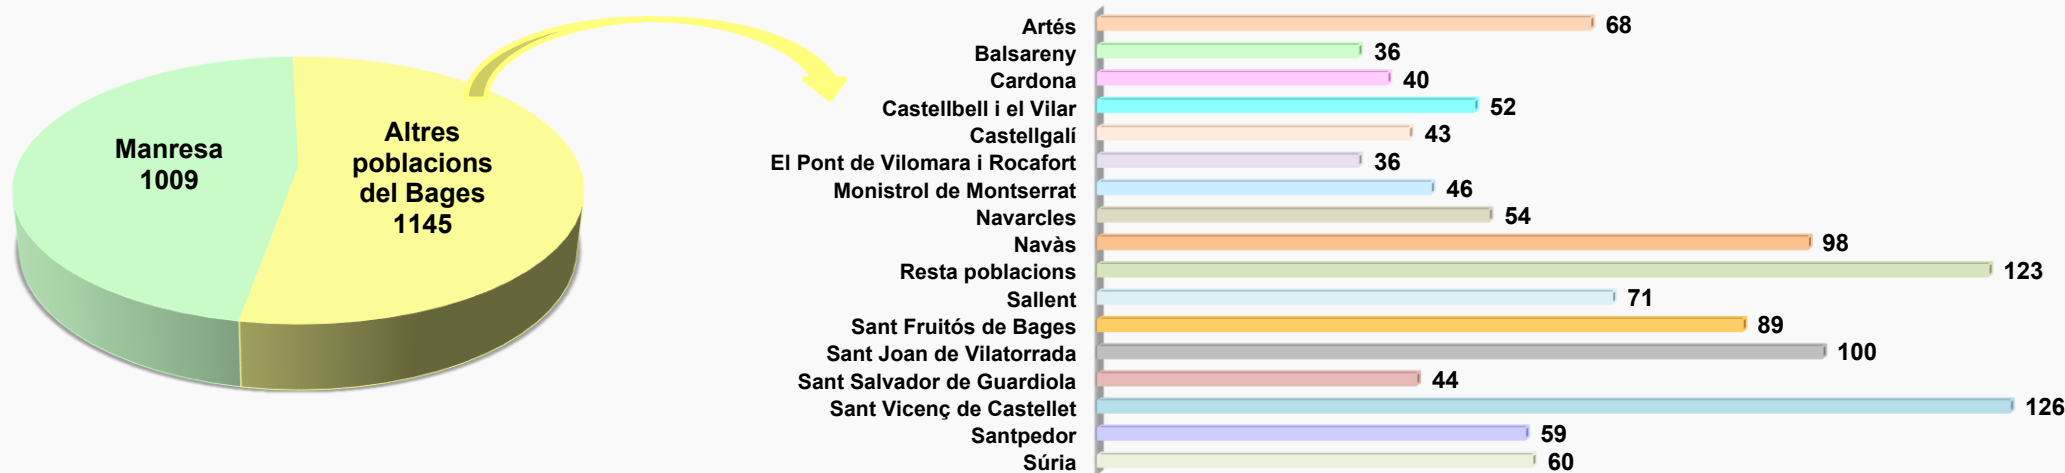 Manresa
1009
Altres
poblacions
del Bages
1145
Artés 68
Balsareny 36
Cardona 40
Castellbell i el Vilar 52
Castellgalí 43
El Pont de Vilomara i Rocafort 36
Monistrol de Montserrat 46
Navarcles 54
Navàs 98
Resta poblacions 123
Sallent 71
Sant Fruitós de Bages 89
Sant Joan de Vilatorrada 100
Sant Salvador de Guardiola 44
Sant Vicenç de Castellet 126
Santpedor 59
Súria 60